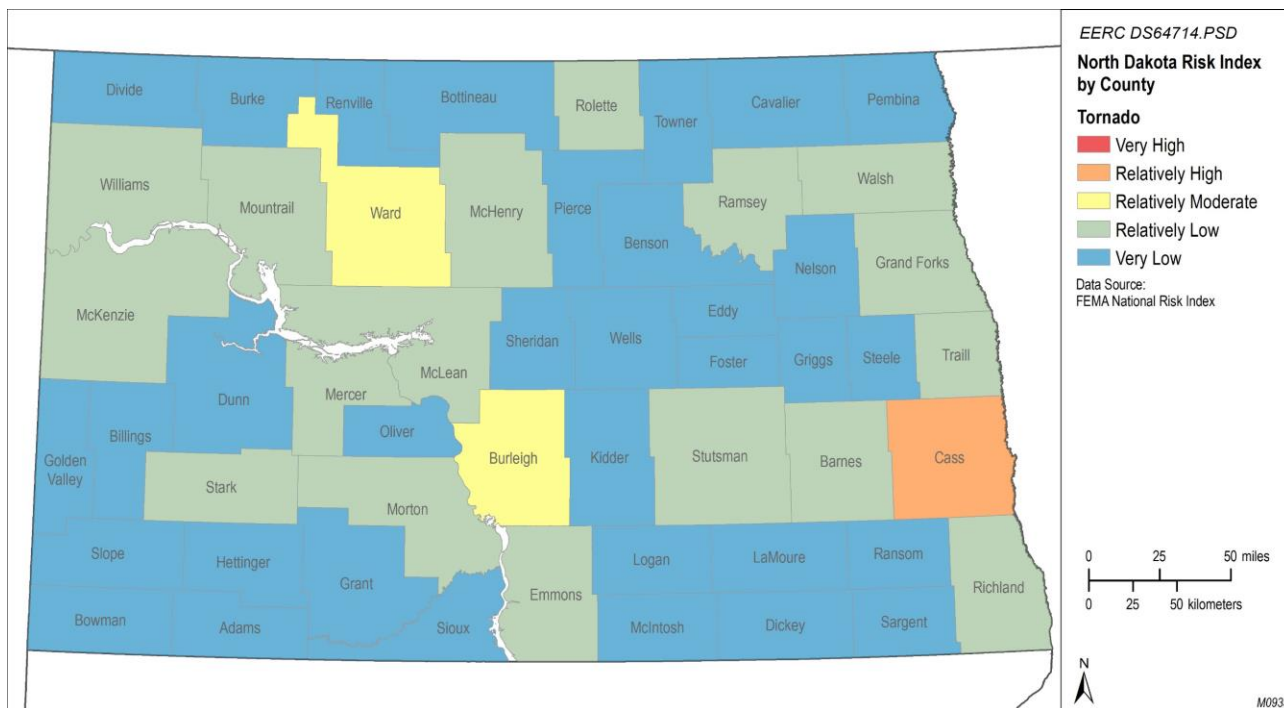 EERC DS64714.PSD
North Dakota Risk Index
by County
Tornado
Very High
Relatively High
Relatively Moderate
Relatively Low
Very Low
Data Source:
FEMA National Risk Index
Divide
Burke
Renville
Bottineau
Rolette
Towner
Cavalier
Pembina
Williams
Mountrail
Ward
McHenry
Pierce
Benson
Ramsey
Walsh
Nelson
Grand Forks
McKenzie
Dunn
McLean
Mercer
Oliver
Sheridan
Wells
Eddy
Foster
Griggs
Steele
Traill
Golden
Valley
Billings
Stark
Morton
Burleigh
Kidder
Stutsman
Barnes
Cass
Slope
Hettinger
Grant
Bowman
Adams
Sioux
Emmons
Logan
LaMoure
Ransom
Richland
McIntosh
Dickey
Sargent
0 25 50 miles
0 25 50 kilometers
N
M093